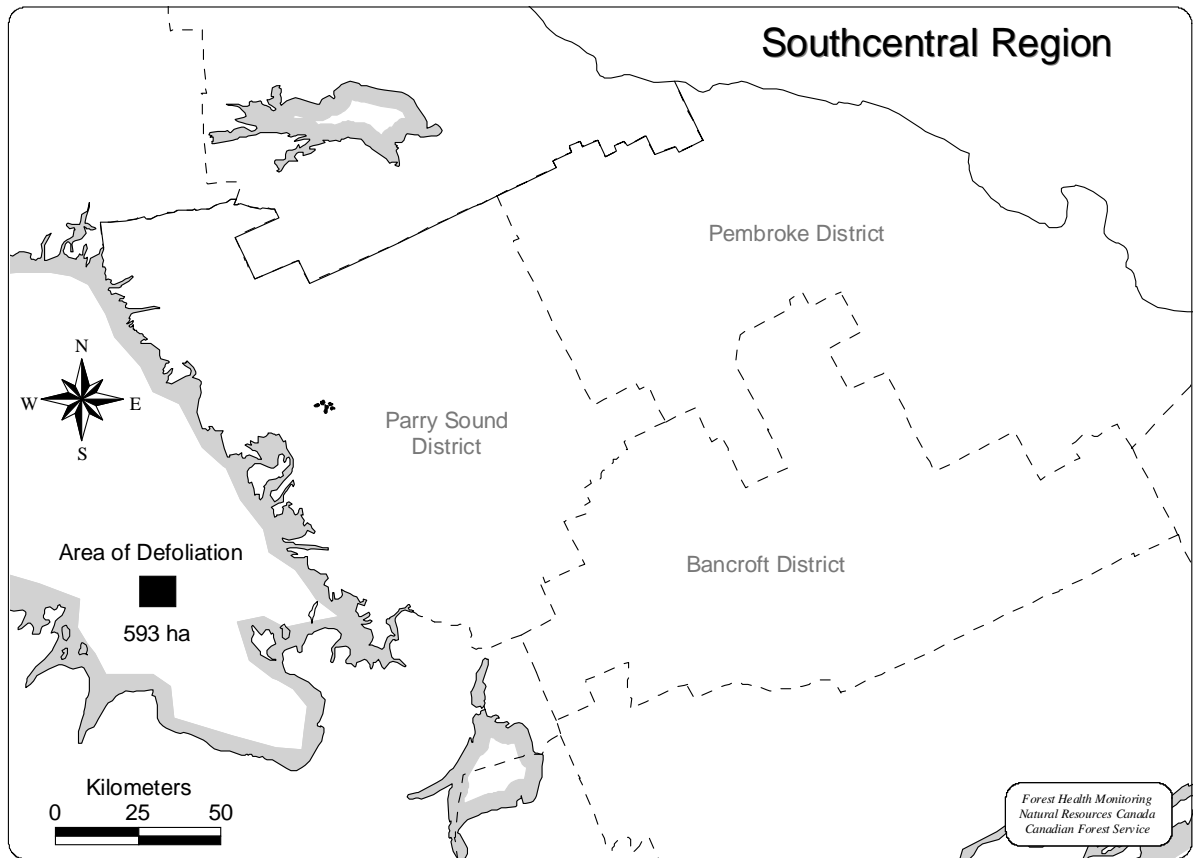 Southcentral Region
Pembroke District
N
W E
S
Parry Sound
District
Area of Defoliation
593 ha
Bancroft District
Kilometers
0 25 50
Forest Health Monitoring
Natural Resources Canada
Canadian Forest Service